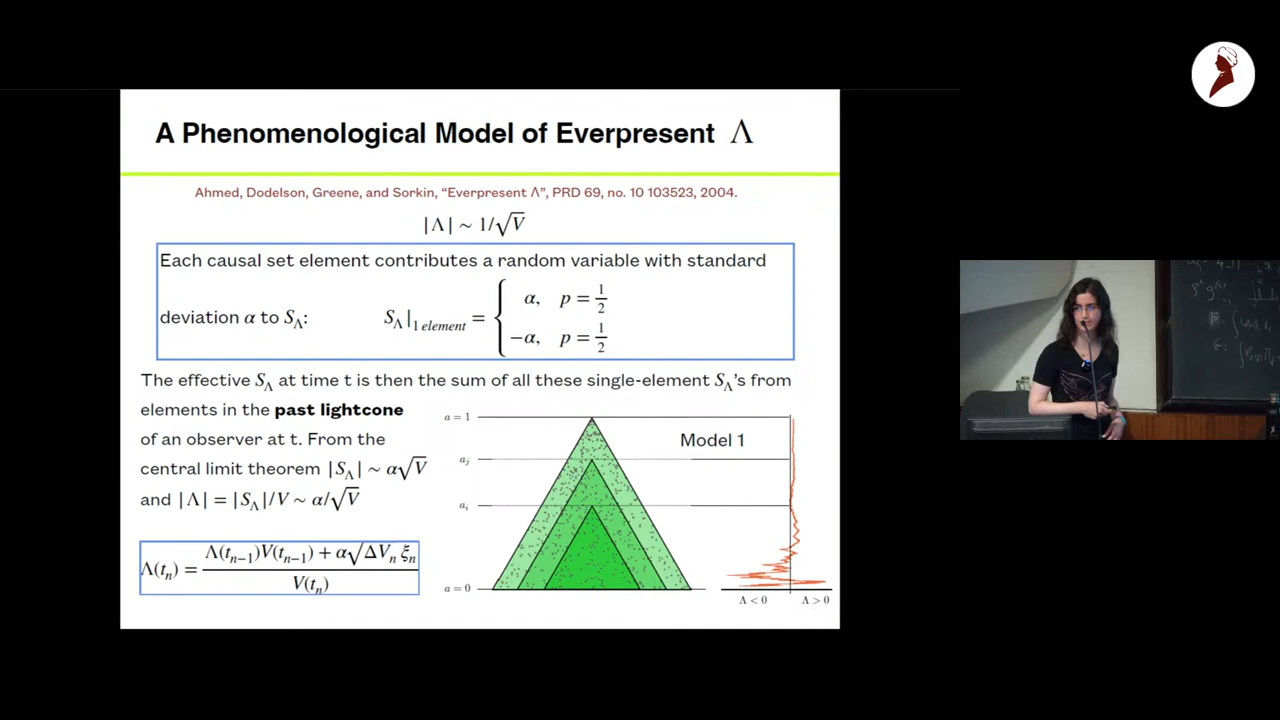 A Phenomenological Model of Everpresent Λ
Ahmed, Dodelson, Greene, and Sorkin, “Everpresent Λ”, PRD 69, no. 10 103523, 2004.
|Λ| ~ 1/√V
Each causal set element contributes a random variable with standard
deviation α to S_Λ: S_Λ|_{1 element} = { α, p = 1/2
−α, p = 1/2
The effective S_Λ at time t is then the sum of all these single-element S_Λ's from
elements in the past lightcone
of an observer at t. From the
central limit theorem |S_Λ| ~ α√V
and |Λ| = |S_Λ|/V ~ α/√V
Λ(t_n) = (Λ(t_{n−1})V(t_{n−1}) + α√ΔV_n ξ_n) / V(t_n)
a = 1
Model 1
a_j
a_i
a = 0
Λ < 0 Λ > 0